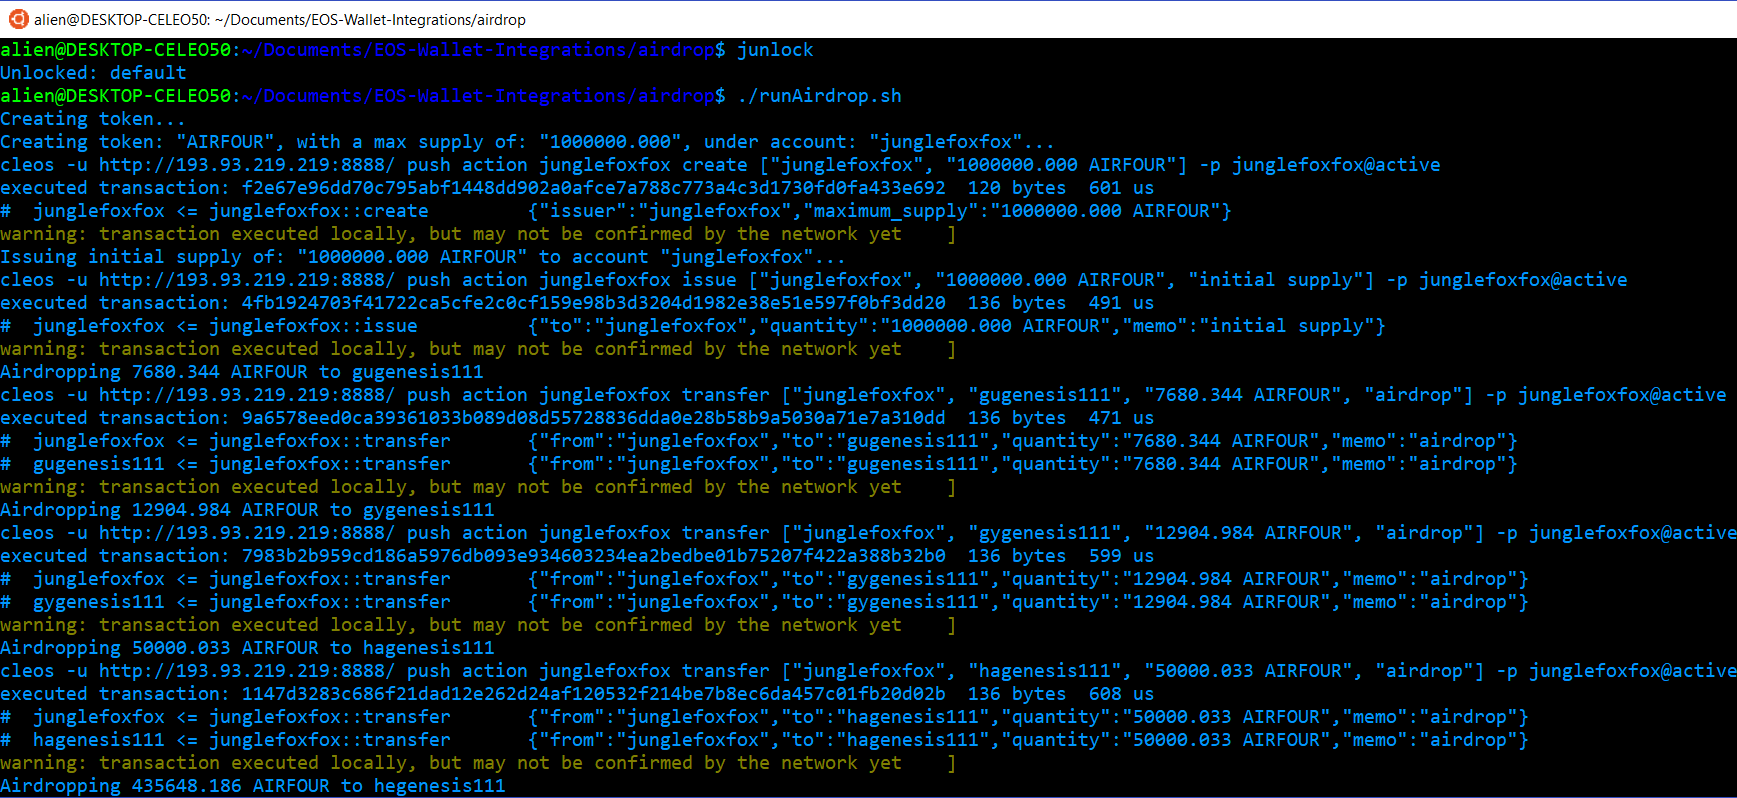 alien@DESKTOP-CELEO50: ~/Documents/EOS-Wallet-Integrations/airdrop
alien@DESKTOP-CELEO50:~/Documents/EOS-Wallet-Integrations/airdrop$ junlock
Unlocked: default
alien@DESKTOP-CELEO50:~/Documents/EOS-Wallet-Integrations/airdrop$ ./runAirdrop.sh
Creating token...
Creating token: "AIRFOUR", with a max supply of: "1000000.000", under account: "junglefoxfox"...
cleos -u http://193.93.219.219:8888/ push action junglefoxfox create ["junglefoxfox", "1000000.000 AIRFOUR"] -p junglefoxfox@active
executed transaction: f2e67e96dd70c795abf1448dd902a0afce7a788c773a4c3d1730fd0fa433e692  120 bytes  601 us
#  junglefoxfox <= junglefoxfox::create         {"issuer":"junglefoxfox","maximum_supply":"1000000.000 AIRFOUR"}
warning: transaction executed locally, but may not be confirmed by the network yet    ]
Issuing initial supply of: "1000000.000 AIRFOUR" to account "junglefoxfox"...
cleos -u http://193.93.219.219:8888/ push action junglefoxfox issue ["junglefoxfox", "1000000.000 AIRFOUR", "initial supply"] -p junglefoxfox@active
executed transaction: 4fb1924703f41722ca5cfe2c0cf159e98b3d3204d1982e38e51e597f0bf3dd20  136 bytes  491 us
#  junglefoxfox <= junglefoxfox::issue          {"to":"junglefoxfox","quantity":"1000000.000 AIRFOUR","memo":"initial supply"}
warning: transaction executed locally, but may not be confirmed by the network yet    ]
Airdropping 7680.344 AIRFOUR to gugenesis111
cleos -u http://193.93.219.219:8888/ push action junglefoxfox transfer ["junglefoxfox", "gugenesis111", "7680.344 AIRFOUR", "airdrop"] -p junglefoxfox@active
executed transaction: 9a6578eed0ca39361033b089d08d55728836dda0e28b58b9a5030a71e7a310dd  136 bytes  471 us
#  junglefoxfox <= junglefoxfox::transfer       {"from":"junglefoxfox","to":"gugenesis111","quantity":"7680.344 AIRFOUR","memo":"airdrop"}
#  gugenesis111 <= junglefoxfox::transfer       {"from":"junglefoxfox","to":"gugenesis111","quantity":"7680.344 AIRFOUR","memo":"airdrop"}
warning: transaction executed locally, but may not be confirmed by the network yet    ]
Airdropping 12904.984 AIRFOUR to gygenesis111
cleos -u http://193.93.219.219:8888/ push action junglefoxfox transfer ["junglefoxfox", "gygenesis111", "12904.984 AIRFOUR", "airdrop"] -p junglefoxfox@active
executed transaction: 7983b2b959cd186a5976db093e934603234ea2bedbe01b75207f422a388b32b0  136 bytes  599 us
#  junglefoxfox <= junglefoxfox::transfer       {"from":"junglefoxfox","to":"gygenesis111","quantity":"12904.984 AIRFOUR","memo":"airdrop"}
#  gygenesis111 <= junglefoxfox::transfer       {"from":"junglefoxfox","to":"gygenesis111","quantity":"12904.984 AIRFOUR","memo":"airdrop"}
warning: transaction executed locally, but may not be confirmed by the network yet    ]
Airdropping 50000.033 AIRFOUR to hagenesis111
cleos -u http://193.93.219.219:8888/ push action junglefoxfox transfer ["junglefoxfox", "hagenesis111", "50000.033 AIRFOUR", "airdrop"] -p junglefoxfox@active
executed transaction: 1147d3283c686f21dad12e262d24af120532f214be7b8ec6da457c01fb20d02b  136 bytes  608 us
#  junglefoxfox <= junglefoxfox::transfer       {"from":"junglefoxfox","to":"hagenesis111","quantity":"50000.033 AIRFOUR","memo":"airdrop"}
#  hagenesis111 <= junglefoxfox::transfer       {"from":"junglefoxfox","to":"hagenesis111","quantity":"50000.033 AIRFOUR","memo":"airdrop"}
warning: transaction executed locally, but may not be confirmed by the network yet    ]
Airdropping 435648.186 AIRFOUR to hegenesis111